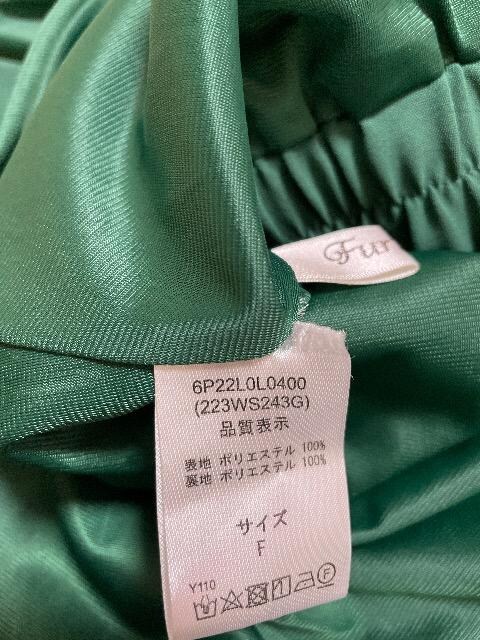 Fur
6P22L0L0400
(223WS243G)
品質表示
表地 ポリエステル 100%
裏地 ポリエステル 100%
サイズ
F
Y110